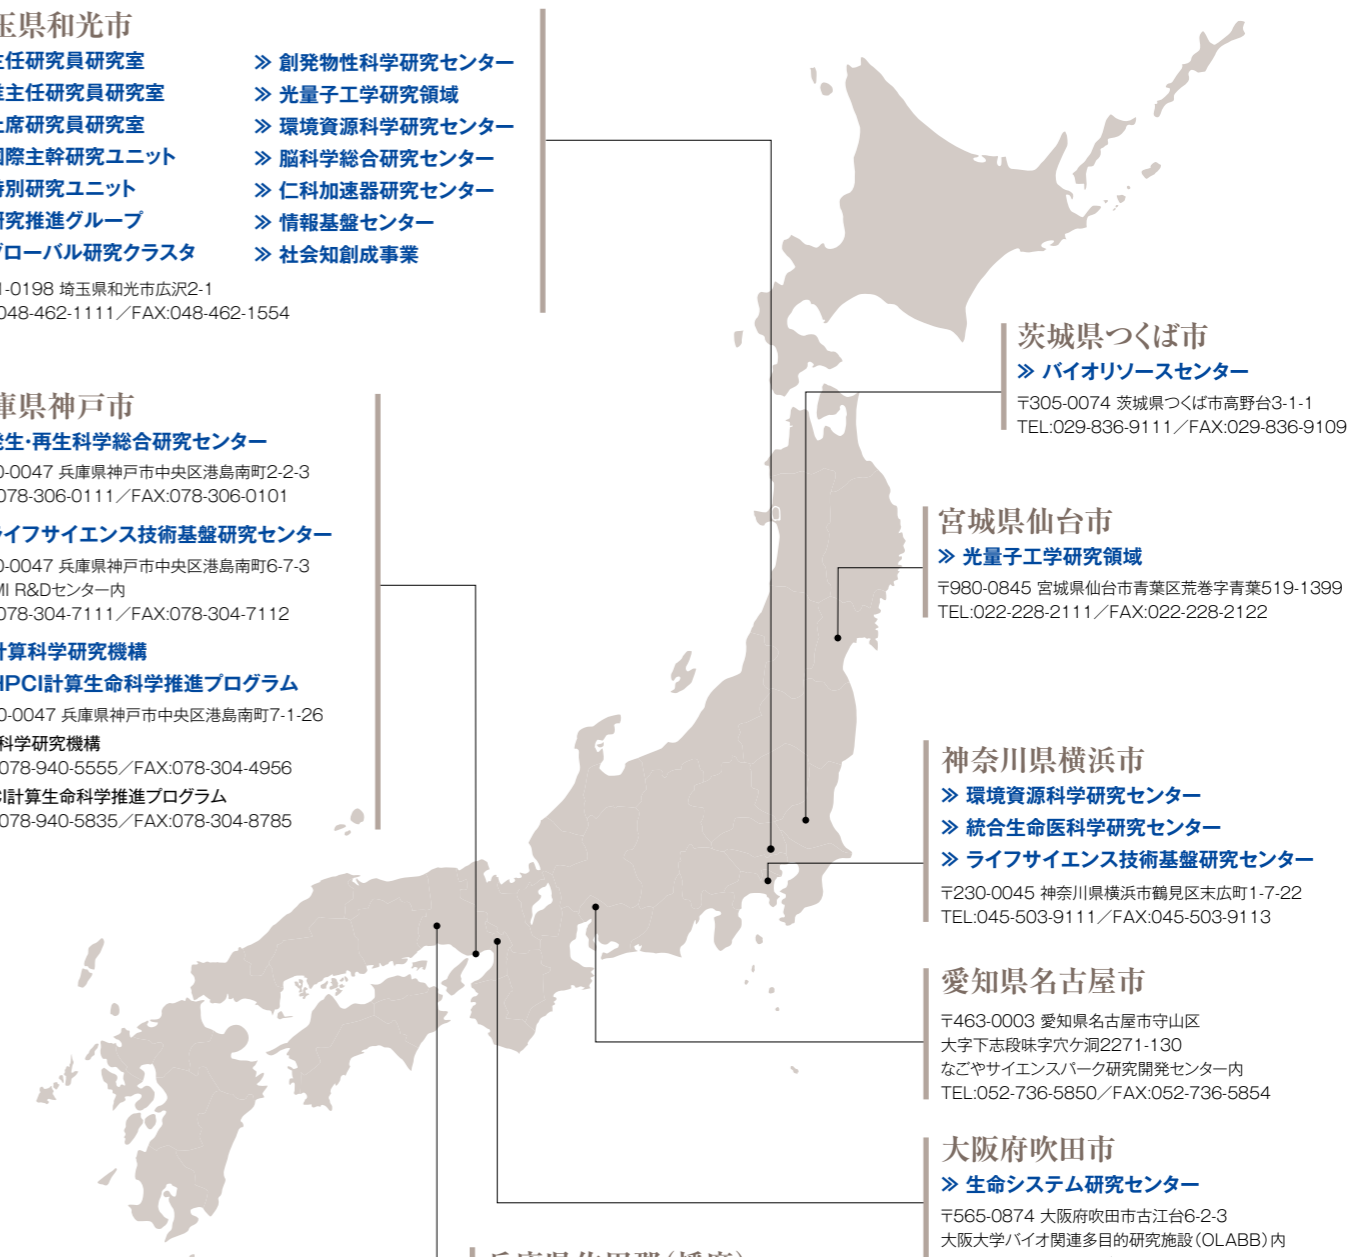 玉県和光市
主任研究員研究室
准主任研究員研究室
上席研究員研究室
国際主幹研究ユニット
特別研究ユニット
研究推進グループ
グローバル研究クラスタ
≫ 創発物性科学研究センター
≫ 光量子工学研究領域
≫ 環境資源科学研究センター
≫ 脳科学総合研究センター
≫ 仁科加速器研究センター
≫ 情報基盤センター
≫ 社会知創成事業
1-0198 埼玉県和光市広沢2-1
048-462-1111／FAX:048-462-1554
庫県神戸市
発生・再生科学総合研究センター
0-0047 兵庫県神戸市中央区港島南町2-2-3
078-306-0111／FAX:078-306-0101
ライフサイエンス技術基盤研究センター
0-0047 兵庫県神戸市中央区港島南町6-7-3
MI R&Dセンター内
078-304-7111／FAX:078-304-7112
計算科学研究機構
HPCI計算生命科学推進プログラム
0-0047 兵庫県神戸市中央区港島南町7-1-26
科学研究機構
078-940-5555／FAX:078-304-4956
CI計算生命科学推進プログラム
078-940-5835／FAX:078-304-8785
茨城県つくば市
≫ バイオリソースセンター
〒305-0074 茨城県つくば市高野台3-1-1
TEL:029-836-9111／FAX:029-836-9109
宮城県仙台市
≫ 光量子工学研究領域
〒980-0845 宮城県仙台市青葉区荒巻字青葉519-1399
TEL:022-228-2111／FAX:022-228-2122
神奈川県横浜市
≫ 環境資源科学研究センター
≫ 統合生命医科学研究センター
≫ ライフサイエンス技術基盤研究センター
〒230-0045 神奈川県横浜市鶴見区末広町1-7-22
TEL:045-503-9111／FAX:045-503-9113
愛知県名古屋市
〒463-0003 愛知県名古屋市守山区
大字下志段味字穴ケ洞2271-130
なごやサイエンスパーク研究開発センター内
TEL:052-736-5850／FAX:052-736-5854
大阪府吹田市
≫ 生命システム研究センター
〒565-0874 大阪府吹田市古江台6-2-3
大阪大学バイオ関連多目的研究施設（OLABB）内
兵庫県佐用郡（播磨）